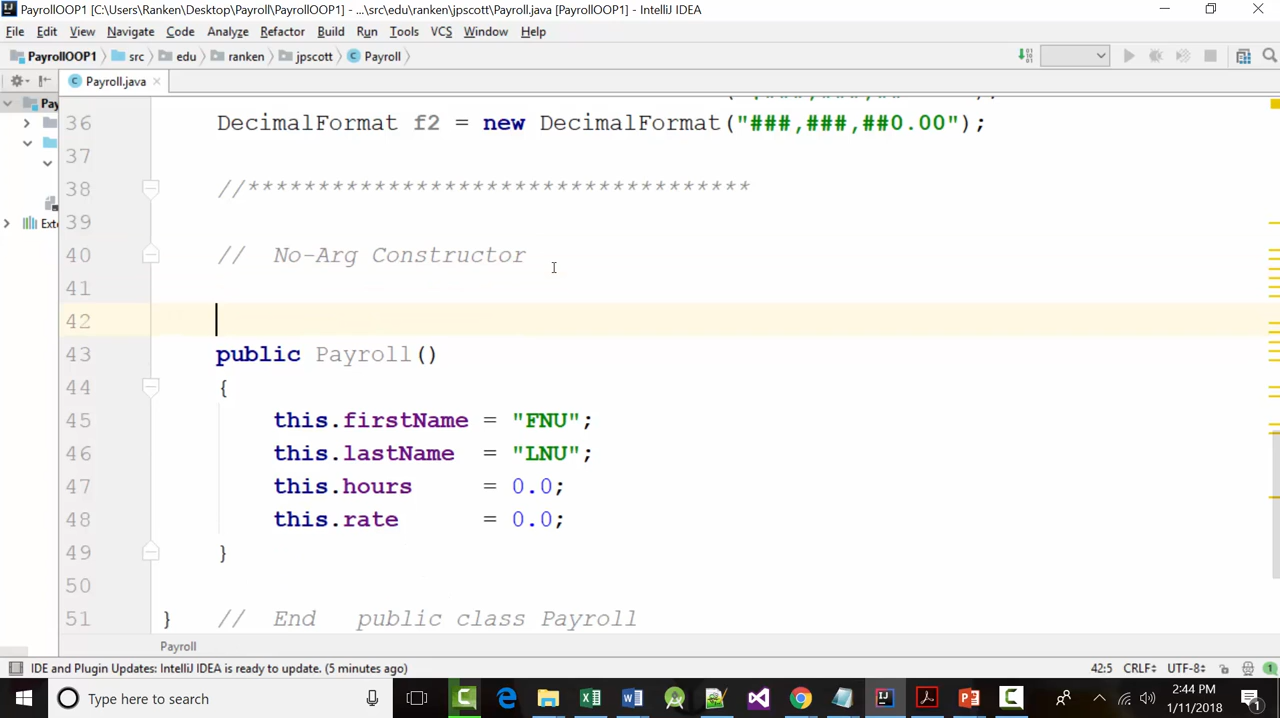 PayrollOOP1 [C:\Users\Ranken\Desktop\Payroll\PayrollOOP1] - ...\src\edu\ranken\jpscott\Payroll.java [PayrollOOP1] - IntelliJ IDEA
File Edit View Navigate Code Analyze Refactor Build Run Tools VCS Window Help
PayrollOOP1 src edu ranken jpscott Payroll
Payroll.java
36 DecimalFormat f2 = new DecimalFormat("###,###,##0.00");
37
38 //************************************
39
40 // No-Arg Constructor
41
42
43 public Payroll()
44 {
45 this.firstName = "FNU";
46 this.lastName = "LNU";
47 this.hours = 0.0;
48 this.rate = 0.0;
49 }
50
51 } // End public class Payroll
Payroll
IDE and Plugin Updates: IntelliJ IDEA is ready to update. (5 minutes ago) 42:5 CRLF UTF-8
Type here to search
2:44 PM
1/11/2018